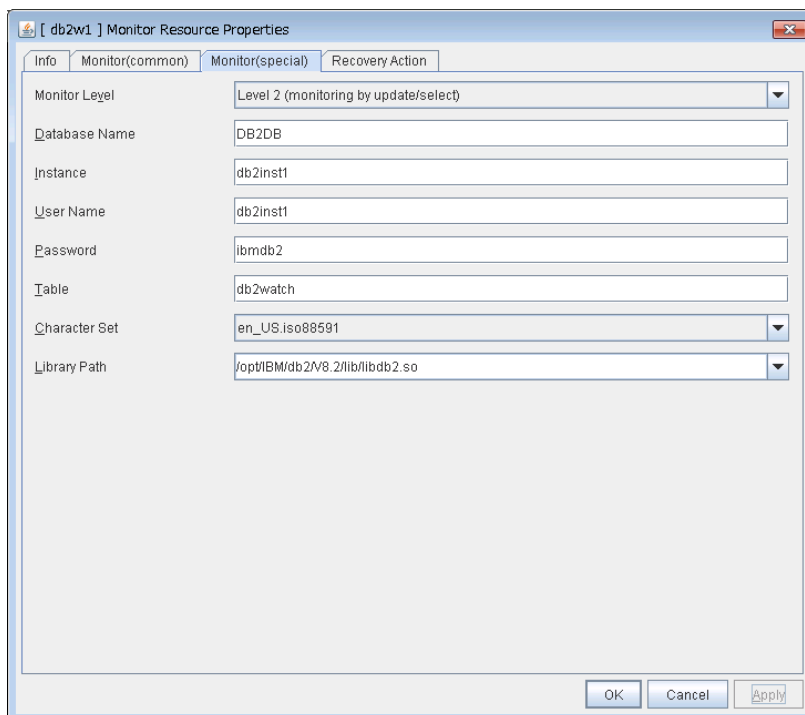 [ db2w1 ] Monitor Resource Properties
Info Monitor(common) Monitor(special) Recovery Action
Monitor Level Level 2 (monitoring by update/select)
Database Name DB2DB
Instance db2inst1
User Name db2inst1
Password ibmdb2
Table db2watch
Character Set en_US.iso88591
Library Path /opt/IBM/db2/V8.2/lib/libdb2.so
OK Cancel Apply